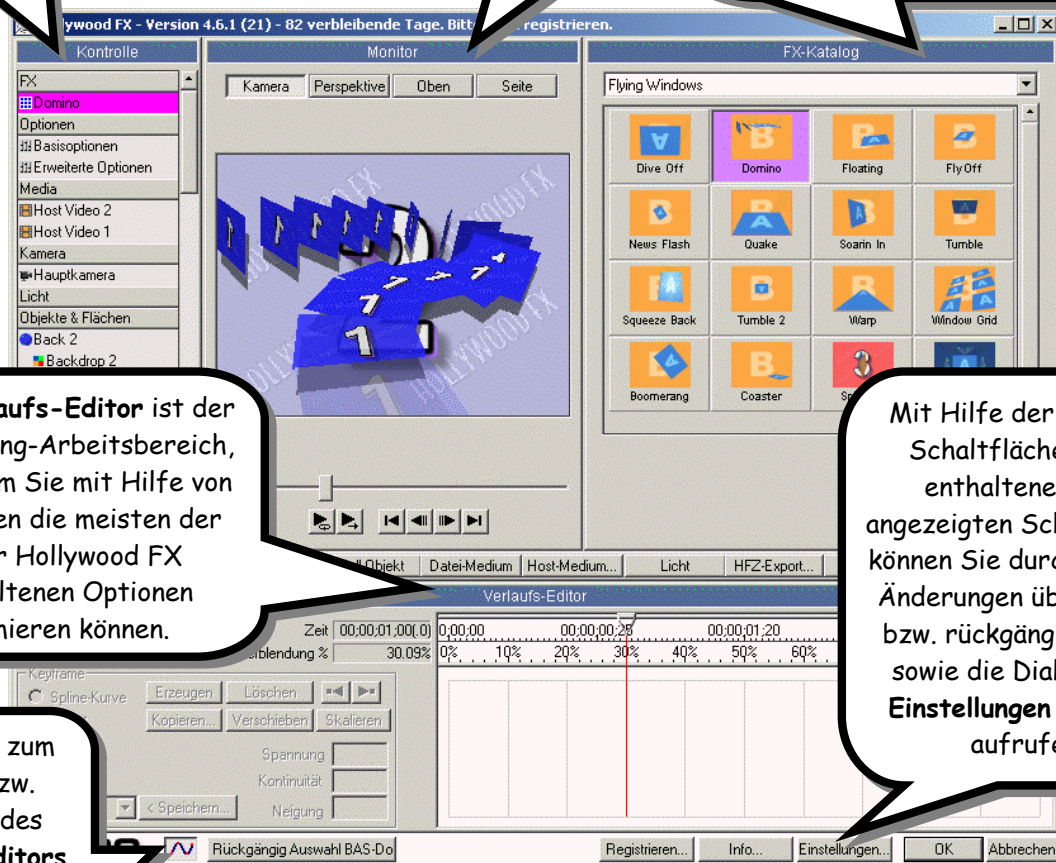 ywood FX - Version 4.6.1 (21) - 82 verbleibende Tage. Bitte registrieren.
Kontrolle
Monitor
FX-Katalog
FX
Domino
Optionen
Basisoptionen
Erweiterte Optionen
Media
Host Video 2
Host Video 1
Kamera
Hauptkamera
Licht
Objekte & Flächen
Back 2
Backdrop 2
Kamera Perspektive Oben Seite
HOLLYWOOD FX
Flying Windows
Dive Off Domino Floating Fly Off
News Flash Quake Soarin In Tumble
Squeeze Back Tumble 2 Warp Window Grid
Boomerang Coaster
laufs-Editor ist der
ng-Arbeitsbereich,
m Sie mit Hilfe von
en die meisten der
r Hollywood FX
ltenen Optionen
nieren können.
Mit Hilfe der
Schaltfläche
enthaltene
angezeigten Sch
können Sie durc
Änderungen üb
bzw. rückgäng
sowie die Dial
Einstellungen
aufrufe
Objekt Datei-Medium Host-Medium... Licht HFZ-Export...
Verlaufs-Editor
Zeit 00;00;01;00(.0) 0;00;00 00;00;00;25 00;00;01;20
blendung % 30.09% 0% 10% 20% 30% 40% 50% 60%
Keyframe
Spline-Kurve Erzeugen Löschen
Kopieren... Verschieben Skalieren
Spannung
Kontinuität
< Speichern... Neigung
zum
zw.
des
ditors
Rückgängig Auswahl BAS-Do Registrieren... Info... Einstellungen... OK Abbrechen